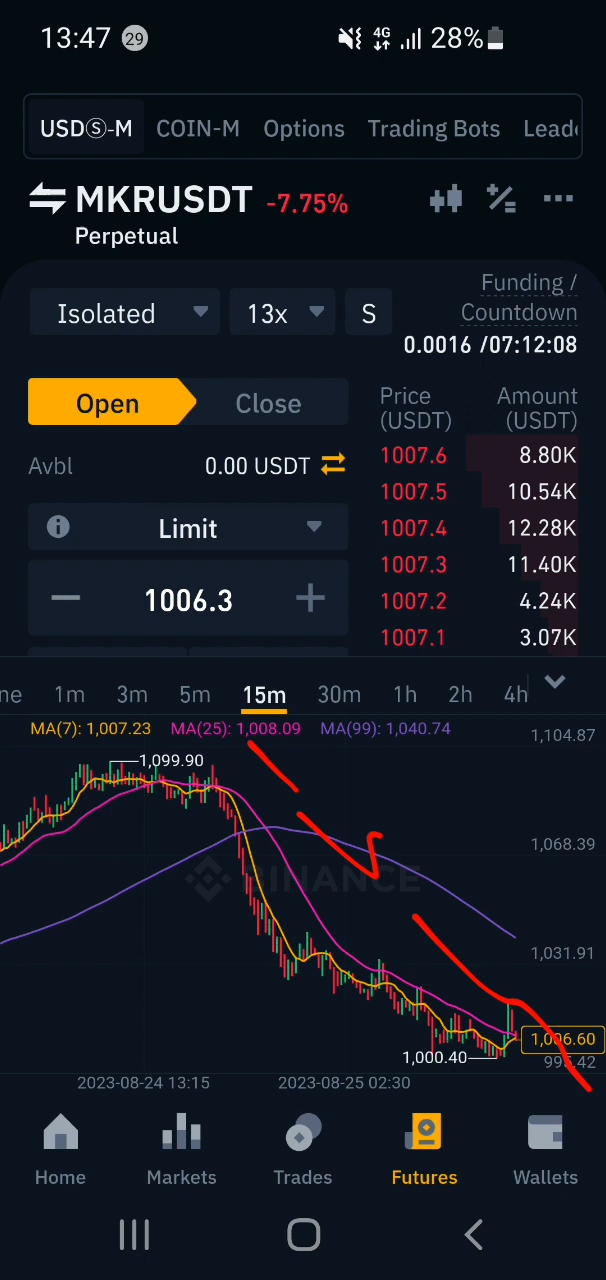 13:47 29 4G 28%
USDⓈ-M COIN-M Options Trading Bots Lead
MKRUSDT -7.75%
Perpetual
Funding /
Countdown
Isolated 13x S
0.0016 /07:12:08
Open Close
Price Amount
(USDT) (USDT)
Avbl 0.00 USDT
1007.6 8.80K
1007.5 10.54K
Limit
1007.4 12.28K
1007.3 11.40K
1006.3
1007.2 4.24K
1007.1 3.07K
ne 1m 3m 5m 15m 30m 1h 2h 4h
MA(7): 1,007.23 MA(25): 1,008.09 MA(99): 1,040.74
1,104.87
1,099.90
1,068.39
BINANCE
1,031.91
1,006.60
1,000.40
995.42
2023-08-24 13:15 2023-08-25 02:30
Home Markets Trades Futures Wallets